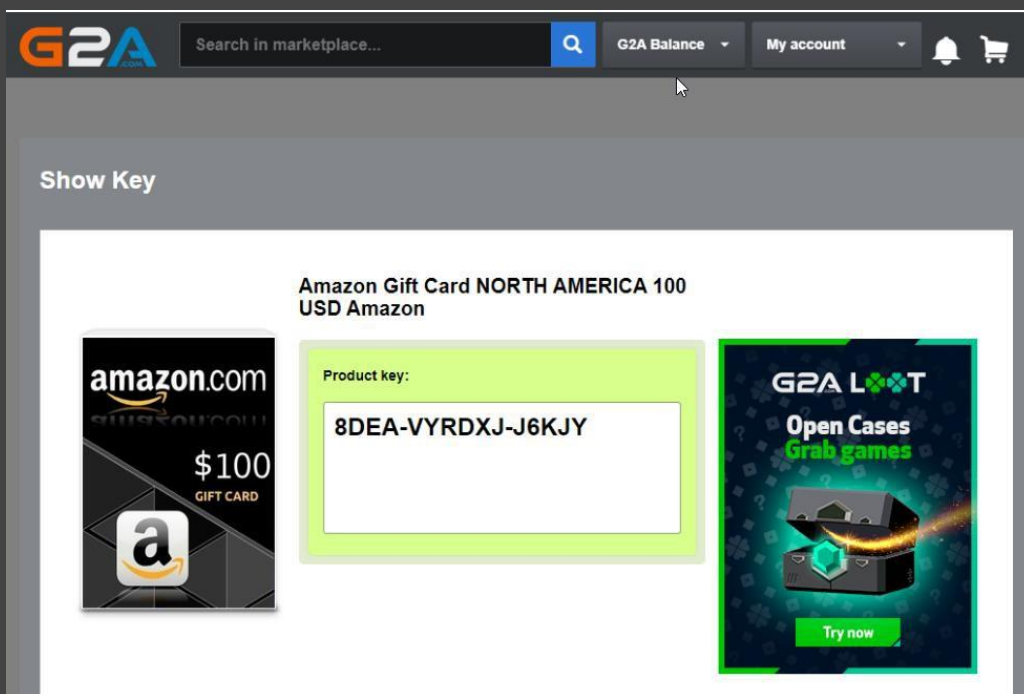 G2A
.COM
Search in marketplace...
G2A Balance
My account
Show Key
Amazon Gift Card NORTH AMERICA 100
USD Amazon
amazon.com
$100
GIFT CARD
a
Product key:
8DEA-VYRDXJ-J6KJY
G2A LOOT
Open Cases
Grab games
Try now